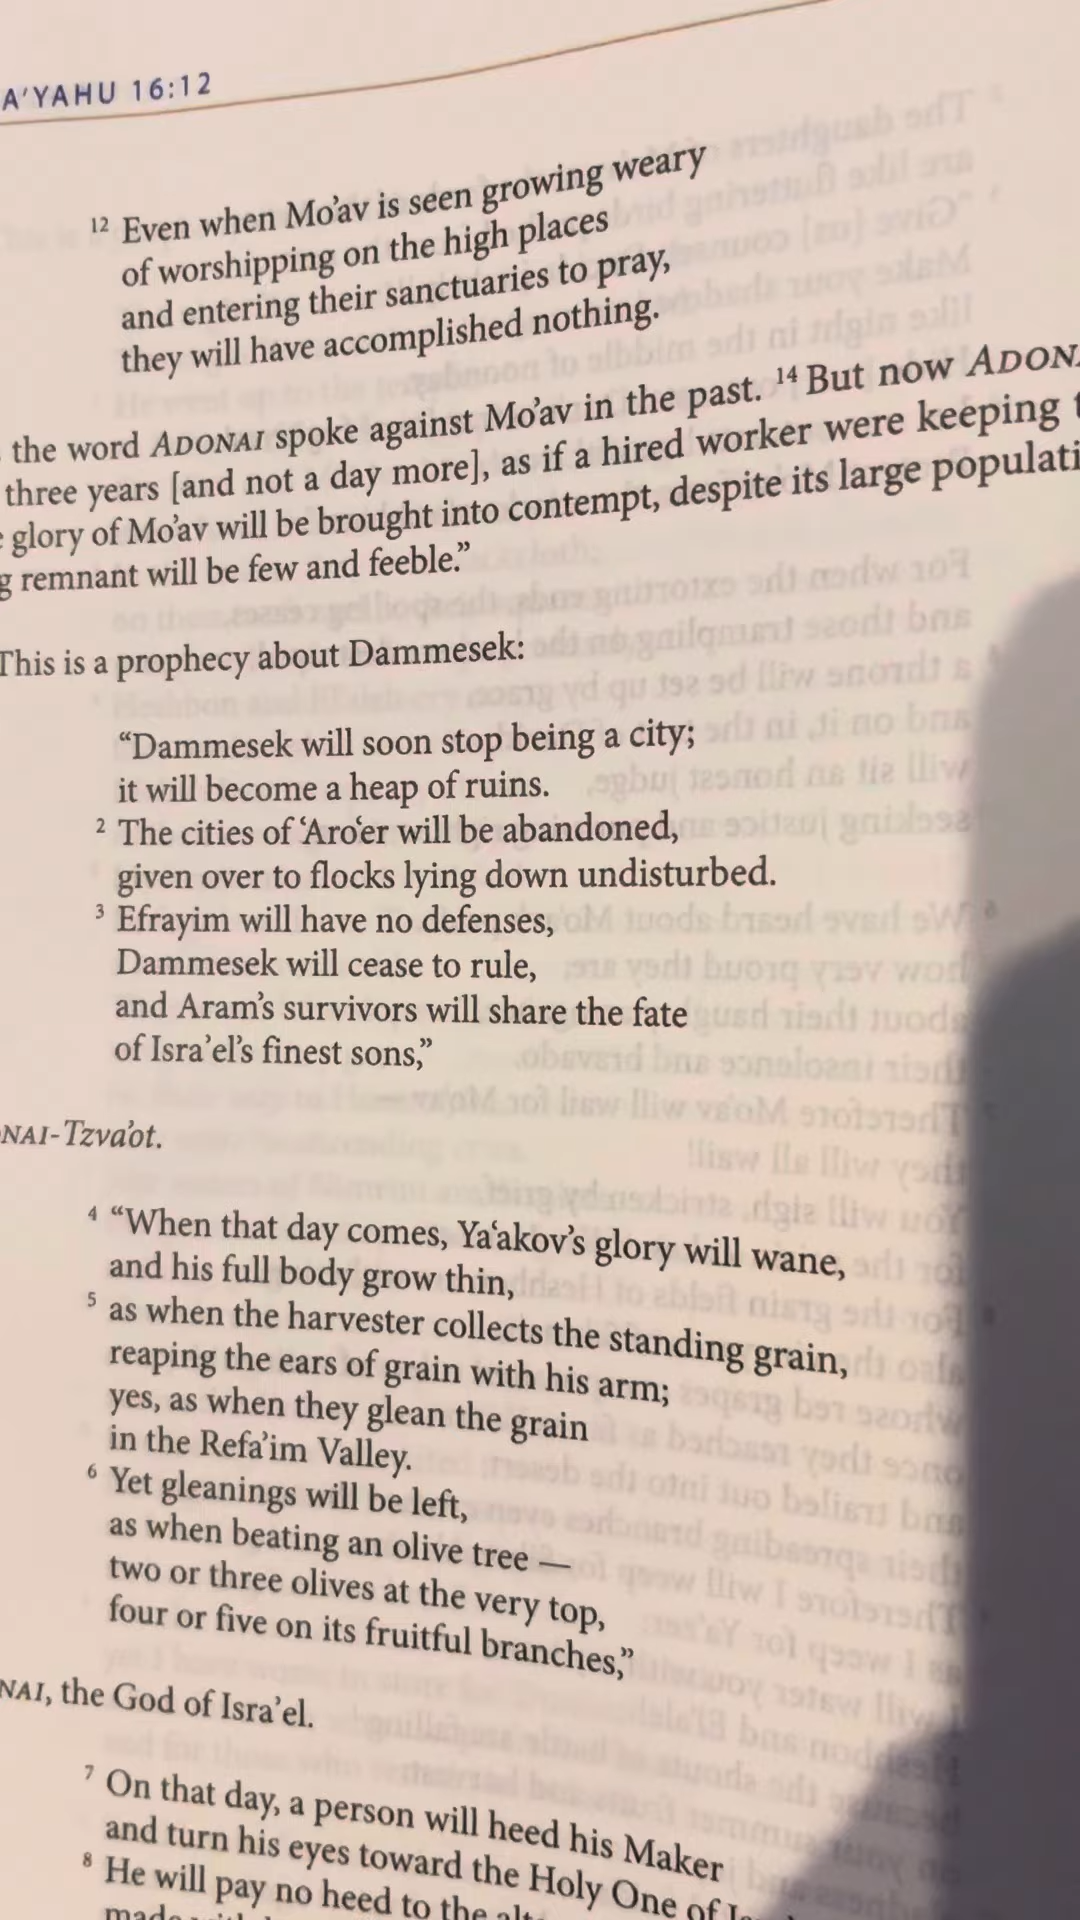 A’YAHU 16:12
12 Even when Mo’av is seen growing weary
of worshipping on the high places
and entering their sanctuaries to pray,
they will have accomplished nothing.
the word ADONAI spoke against Mo’av in the past. 14 But now ADONA
three years [and not a day more], as if a hired worker were keeping t
glory of Mo’av will be brought into contempt, despite its large populati
g remnant will be few and feeble.”
This is a prophecy about Dammesek:
“Dammesek will soon stop being a city;
it will become a heap of ruins.
2 The cities of ‘Aro‘er will be abandoned,
given over to flocks lying down undisturbed.
3 Efrayim will have no defenses,
Dammesek will cease to rule,
and Aram’s survivors will share the fate
of Isra’el’s finest sons,”
NAI-Tzva’ot.
4 “When that day comes, Ya‘akov’s glory will wane,
and his full body grow thin,
5 as when the harvester collects the standing grain,
reaping the ears of grain with his arm;
yes, as when they glean the grain
in the Refa’im Valley.
6 Yet gleanings will be left,
as when beating an olive tree —
two or three olives at the very top,
four or five on its fruitful branches,”
NAI, the God of Isra’el.
7 On that day, a person will heed his Maker
and turn his eyes toward the Holy One of
8 He will pay no heed to the